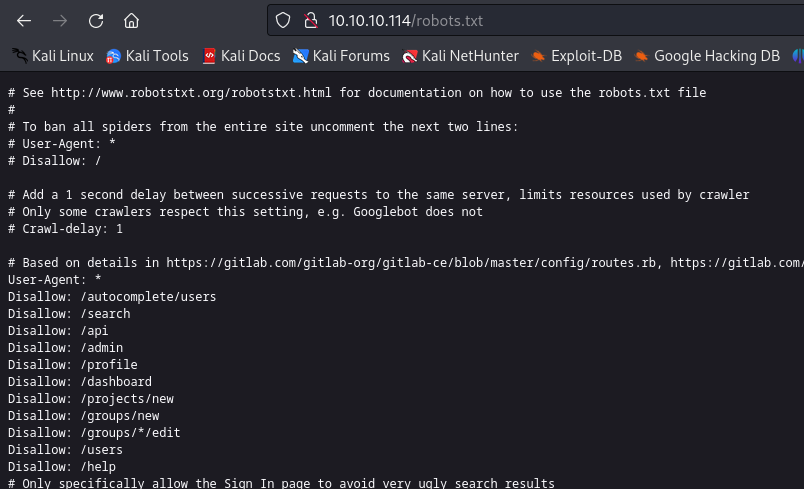 10.10.10.114/robots.txt
Kali Linux Kali Tools Kali Docs Kali Forums Kali NetHunter Exploit-DB Google Hacking DB
# See http://www.robotstxt.org/robotstxt.html for documentation on how to use the robots.txt file
#
# To ban all spiders from the entire site uncomment the next two lines:
# User-Agent: *
# Disallow: /
# Add a 1 second delay between successive requests to the same server, limits resources used by crawler
# Only some crawlers respect this setting, e.g. Googlebot does not
# Crawl-delay: 1
# Based on details in https://gitlab.com/gitlab-org/gitlab-ce/blob/master/config/routes.rb, https://gitlab.com/
User-Agent: *
Disallow: /autocomplete/users
Disallow: /search
Disallow: /api
Disallow: /admin
Disallow: /profile
Disallow: /dashboard
Disallow: /projects/new
Disallow: /groups/new
Disallow: /groups/*/edit
Disallow: /users
Disallow: /help
# Only specifically allow the Sign In page to avoid very ugly search results